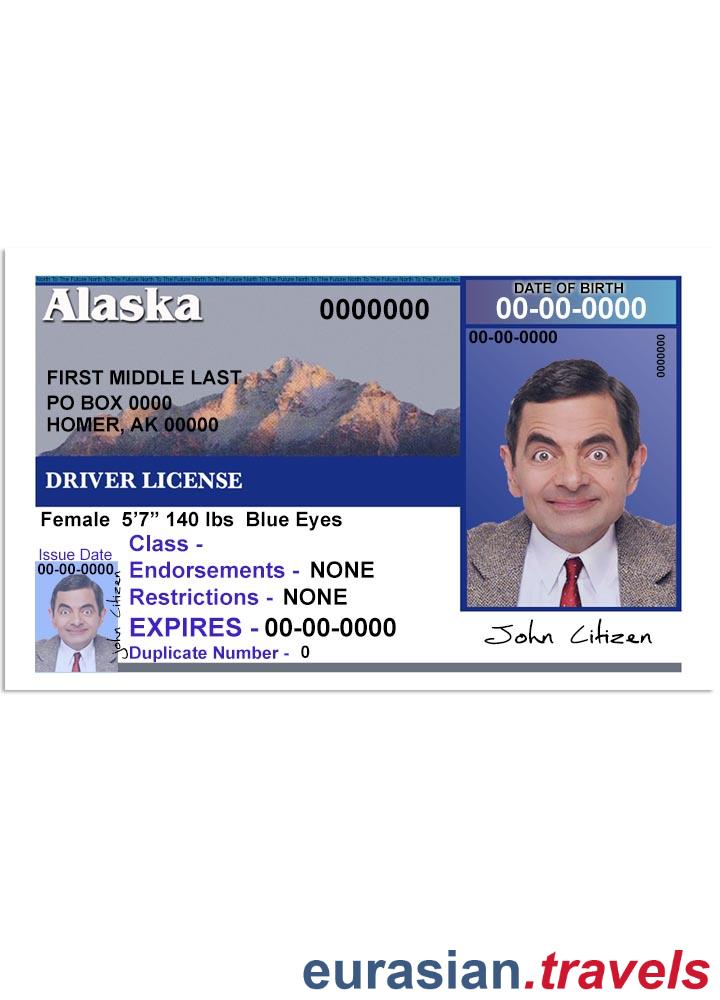 North To The Future North To The Future North To The Future North To The Future North To The Future North To The Future North To The Future No
Alaska
0000000
DATE OF BIRTH
00-00-0000
00-00-0000
0000000
FIRST MIDDLE LAST
PO BOX 0000
HOMER, AK 00000
DRIVER LICENSE
Female 5’7” 140 lbs Blue Eyes
Class -
Issue Date
00-00-0000
Endorsements - NONE
Restrictions - NONE
EXPIRES - 00-00-0000
Duplicate Number - 0
John Citizen
John Citizen
eurasian.travels